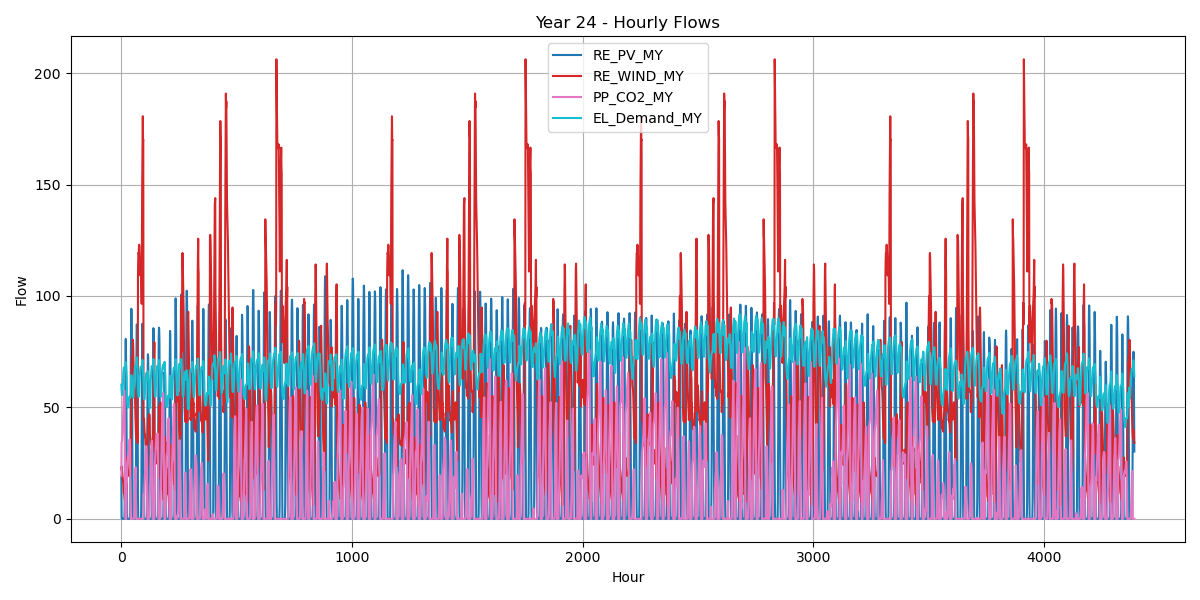 Year 24 - Hourly Flows
RE_PV_MY
RE_WIND_MY
PP_CO2_MY
EL_Demand_MY
Flow
200
150
100
50
0
0 1000 2000 3000 4000
Hour